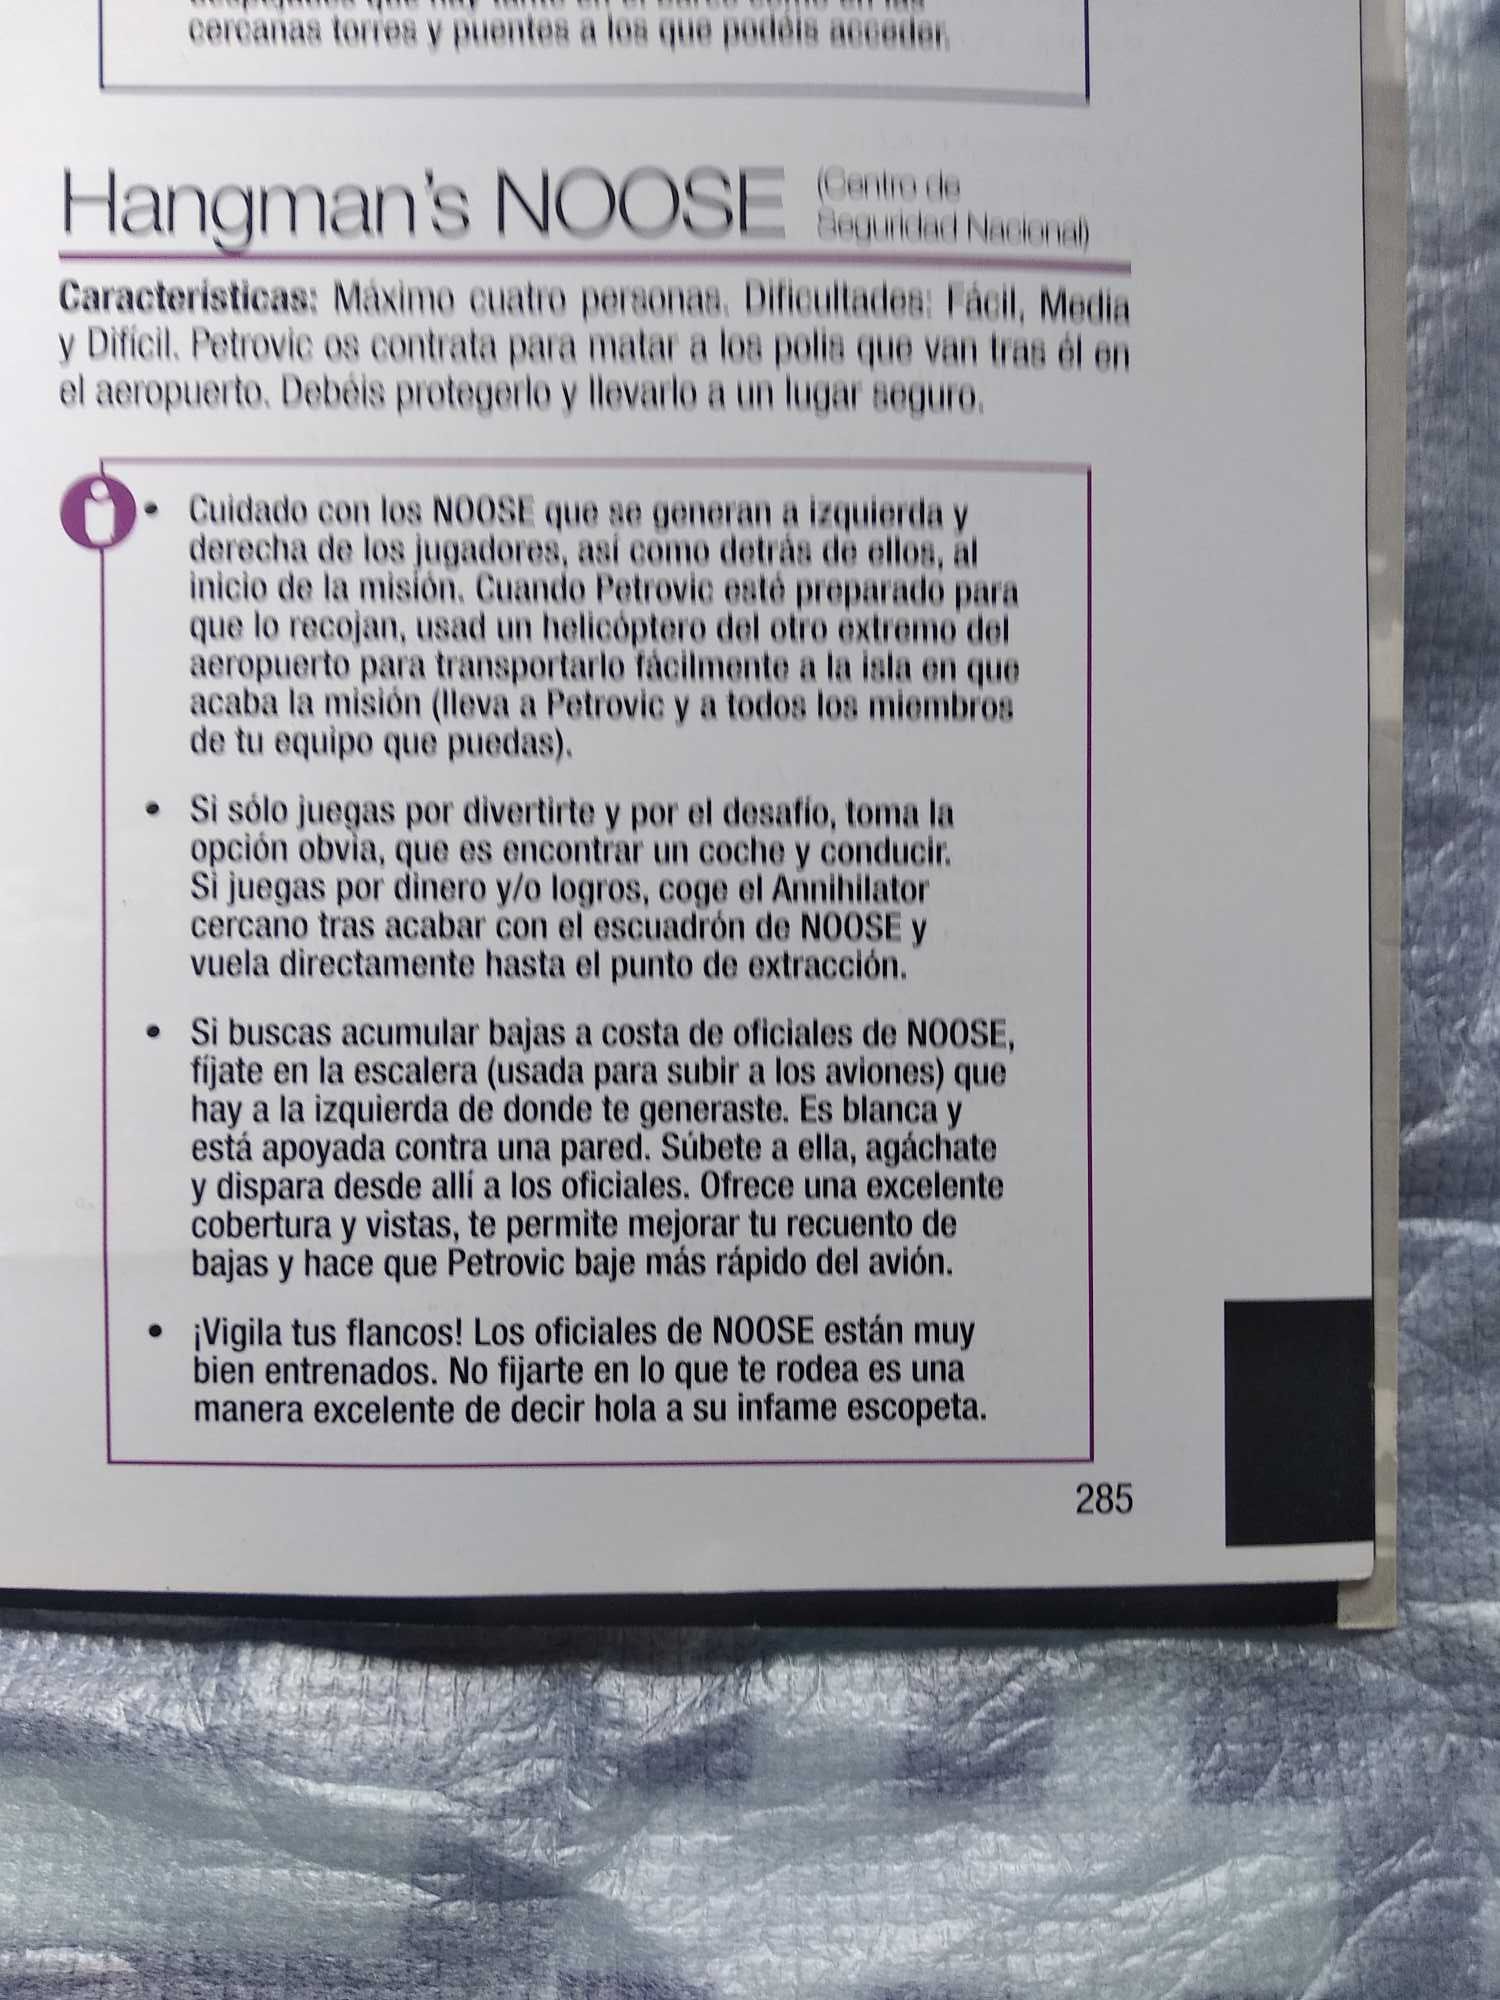 cercanas torres y puentes a los que podéis acceder.
Hangman's NOOSE (Centro de
Seguridad Nacional)
Características: Máximo cuatro personas. Dificultades: Fácil, Media
y Difícil. Petrovic os contrata para matar a los polis que van tras él en
el aeropuerto. Debéis protegerlo y llevarlo a un lugar seguro.
• Cuidado con los NOOSE que se generan a izquierda y
derecha de los jugadores, así como detrás de ellos, al
inicio de la misión. Cuando Petrovic esté preparado para
que lo recojan, usad un helicóptero del otro extremo del
aeropuerto para transportarlo fácilmente a la isla en que
acaba la misión (lleva a Petrovic y a todos los miembros
de tu equipo que puedas).
• Si sólo juegas por divertirte y por el desafío, toma la
opción obvia, que es encontrar un coche y conducir.
Si juegas por dinero y/o logros, coge el Annihilator
cercano tras acabar con el escuadrón de NOOSE y
vuela directamente hasta el punto de extracción.
• Si buscas acumular bajas a costa de oficiales de NOOSE,
fíjate en la escalera (usada para subir a los aviones) que
hay a la izquierda de donde te generaste. Es blanca y
está apoyada contra una pared. Súbete a ella, agáchate
y dispara desde allí a los oficiales. Ofrece una excelente
cobertura y vistas, te permite mejorar tu recuento de
bajas y hace que Petrovic baje más rápido del avión.
• ¡Vigila tus flancos! Los oficiales de NOOSE están muy
bien entrenados. No fijarte en lo que te rodea es una
manera excelente de decir hola a su infame escopeta.
285